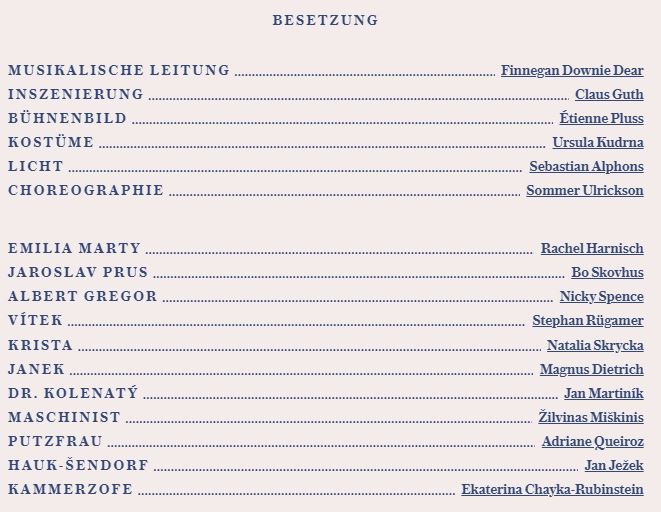 BESETZUNG
MUSIKALISCHE LEITUNG Finnegan Downie Dear
INSZENIERUNG Claus Guth
BÜHNENBILD Étienne Pluss
KOSTÜME Ursula Kudrna
LICHT Sebastian Alphons
CHOREOGRAPHIE Sommer Ulrickson
EMILIA MARTY Rachel Harnisch
JAROSLAV PRUS Bo Skovhus
ALBERT GREGOR Nicky Spence
VÍTEK Stephan Rügamer
KRISTA Natalia Skrycka
JANEK Magnus Dietrich
DR. KOLENATÝ Jan Martiník
MASCHINIST Žilvinas Miškinis
PUTZFRAU Adriane Queiroz
HAUK-ŠENDORF Jan Ježek
KAMMERZOFE Ekaterina Chayka-Rubinstein